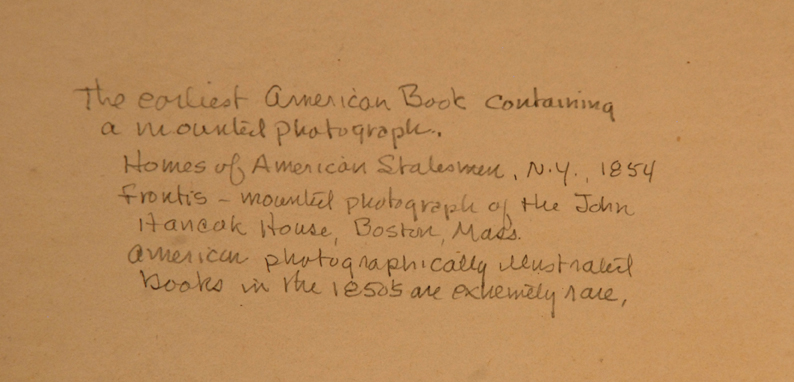 The earliest American Book containing
a mounted photograph.
Homes of American Statesmen, N.Y., 1854
Frontis – mounted photograph of the John
Hancok House, Boston, Mass.
American photographically illustrated
Books in the 1850s are extremely rare,